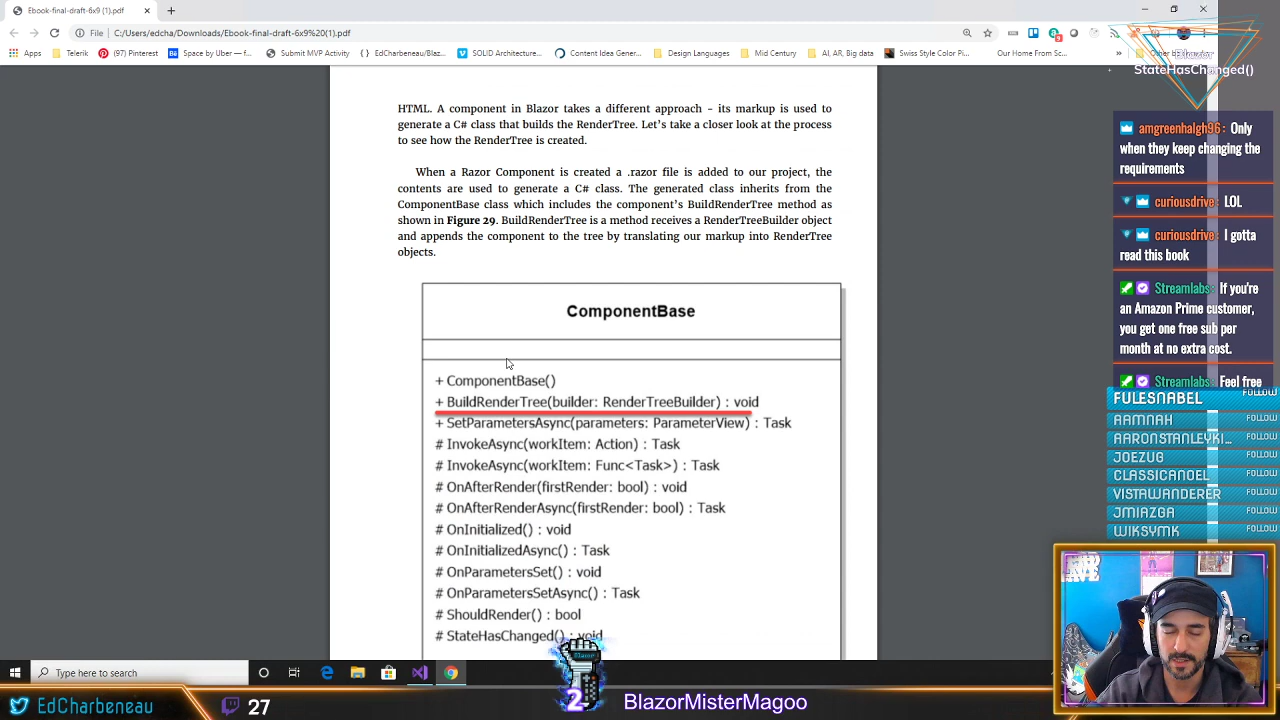 Ebook-final-draft-6x9 (1).pdf
File
C:/Users/edcha/Downloads/Ebook-final-draft-6x9%20(1).pdf
Apps
Telerik
(97) Pinterest
Space by Uber — f...
Submit MVP Activity
EdCharbeneau/Blaz...
SOLID Architecture...
Content Idea Gener...
Design Languages
Mid Century
AI, AR, Big data
Swiss Style Color Pi...
Our Home From Sc...
»
Blazor
StateHasChanged()
HTML. A component in Blazor takes a different approach - its markup is used to
generate a C# class that builds the RenderTree. Let's take a closer look at the process
to see how the RenderTree is created.
When a Razor Component is created a .razor file is added to our project, the
contents are used to generate a C# class. The generated class inherits from the
ComponentBase class which includes the component's BuildRenderTree method as
shown in Figure 29. BuildRenderTree is a method receives a RenderTreeBuilder object
and appends the component to the tree by translating our markup into RenderTree
objects.
ComponentBase
+ ComponentBase()
+ BuildRenderTree(builder: RenderTreeBuilder) : void
+ SetParametersAsync(parameters: ParameterView) : Task
# InvokeAsync(workItem: Action) : Task
# InvokeAsync(workItem: Func<Task>) : Task
# OnAfterRender(firstRender: bool) : void
# OnAfterRenderAsync(firstRender: bool) : Task
# OnInitialized() : void
# OnInitializedAsync() : Task
# OnParametersSet() : void
# OnParametersSetAsync() : Task
# ShouldRender() : bool
# StateHasChanged() : void
amgreenhalgh96: Only
when they keep changing the
requirements
curiousdrive: LOL
curiousdrive: I gotta
read this book
Streamlabs: If you're
an Amazon Prime customer,
you get one free sub per
month at no extra cost.
Streamlabs: Feel free
FULESNABEL FOLLOW
AAMNAH FOLLOW
AARONSTANLEYKI... FOLLOW
JOEZUG FOLLOW
CLASSICANOEL FOLLOW
VISTAWANDERER FOLLOW
JMIAZGA FOLLOW
WIKSYMK FOLLOW
Type here to search
EdCharbeneau
27
Blazor
2
BlazorMisterMagoo